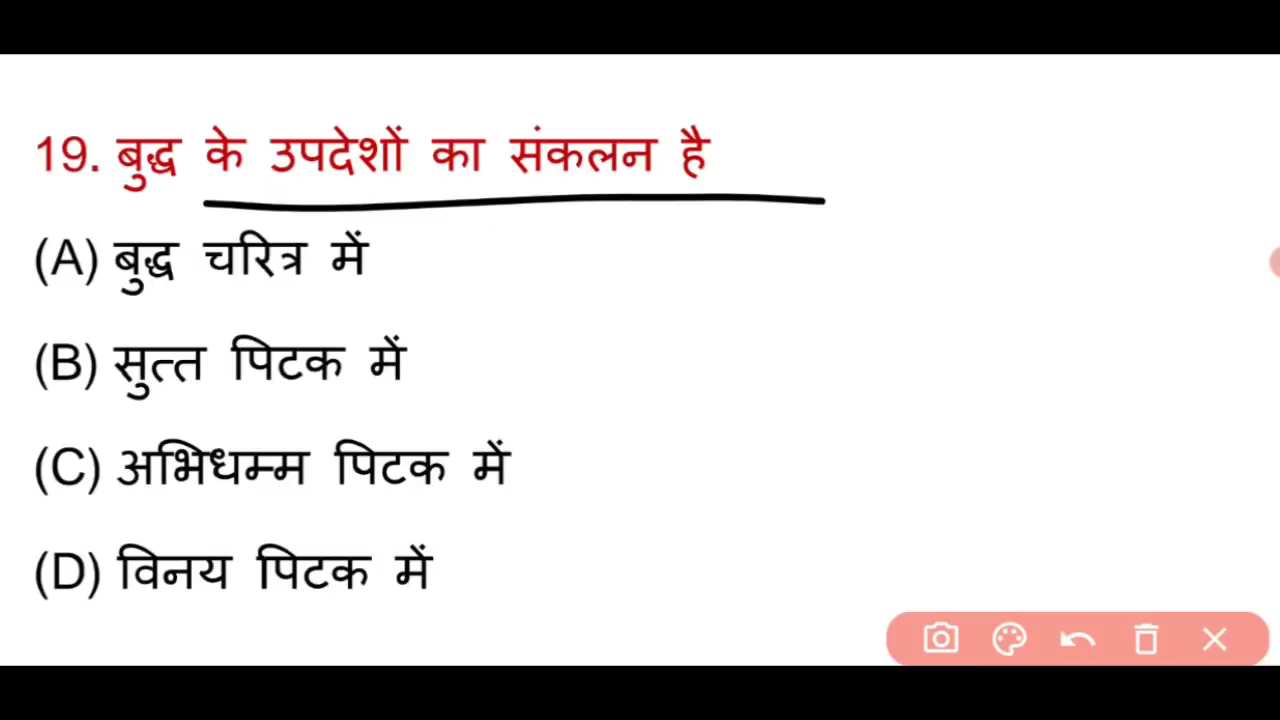 19. बुद्ध के उपदेशों का संकलन है
(A) बुद्ध चरित्र में
(B) सुत्त पिटक में
(C) अभिधम्म पिटक में
(D) विनय पिटक में